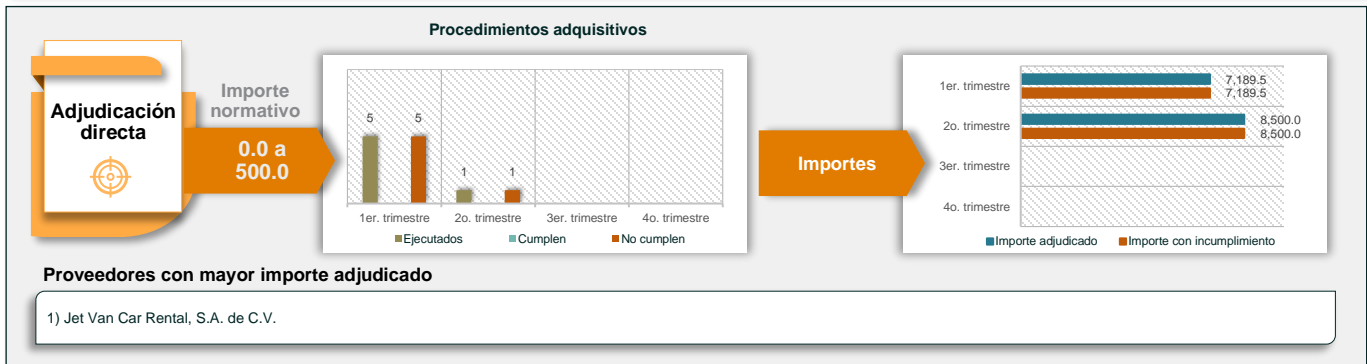 Procedimientos adquisitivos
Adjudicación
directa
Importe
normativo
0.0 a
500.0
5
5
1
1
1er. trimestre
2o. trimestre
3er. trimestre
4o. trimestre
Ejecutados
Cumplen
No cumplen
Importes
1er. trimestre
7,189.5
7,189.5
2o. trimestre
8,500.0
8,500.0
3er. trimestre
4o. trimestre
Importe adjudicado
Importe con incumplimiento
Proveedores con mayor importe adjudicado
1) Jet Van Car Rental, S.A. de C.V.